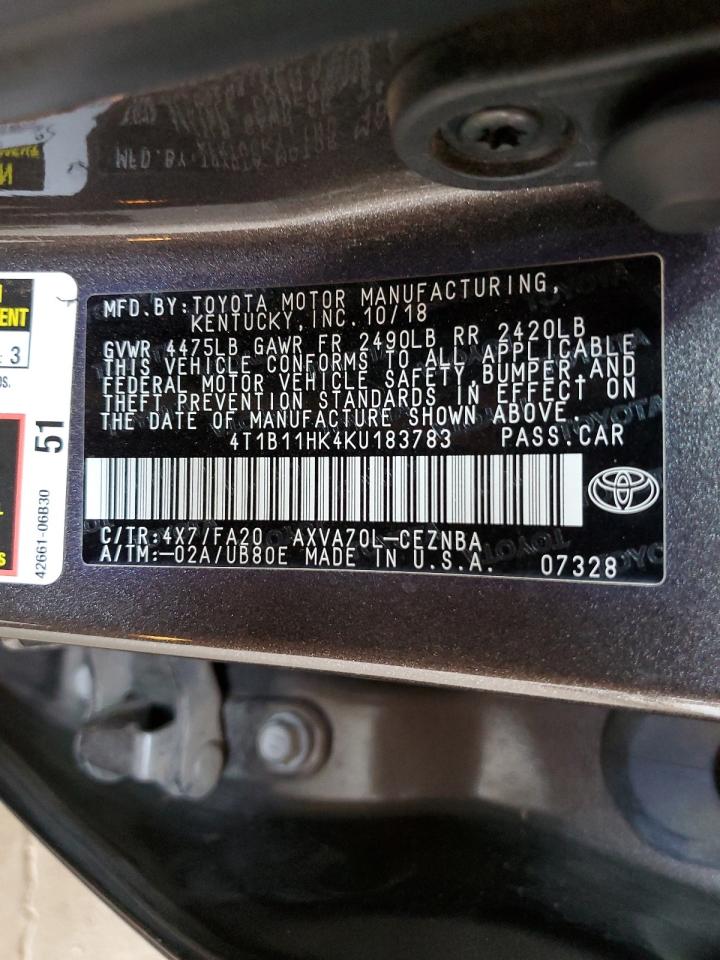 MFD.BY:TOYOTA MOTOR MANUFACTURING,
KENTUCKY,INC.10/18
GVWR 4475LB GAWR FR 2490LB RR 2420LB
THIS VEHICLE CONFORMS TO ALL APPLICABLE
FEDERAL MOTOR VEHICLE SAFETY,BUMPER,AND
THEFT PREVENTION STANDARDS IN EFFECT ON
THE DATE OF MANUFACTURE SHOWN ABOVE.
4T1B11HK4KU183783 PASS.CAR
C/TR:4X7/FA20 AXVA70L-CEZNBA
A/TM:-02A/UB80E MADE IN U.S.A. 07328
3
51
42661-06B30
TOYOTA